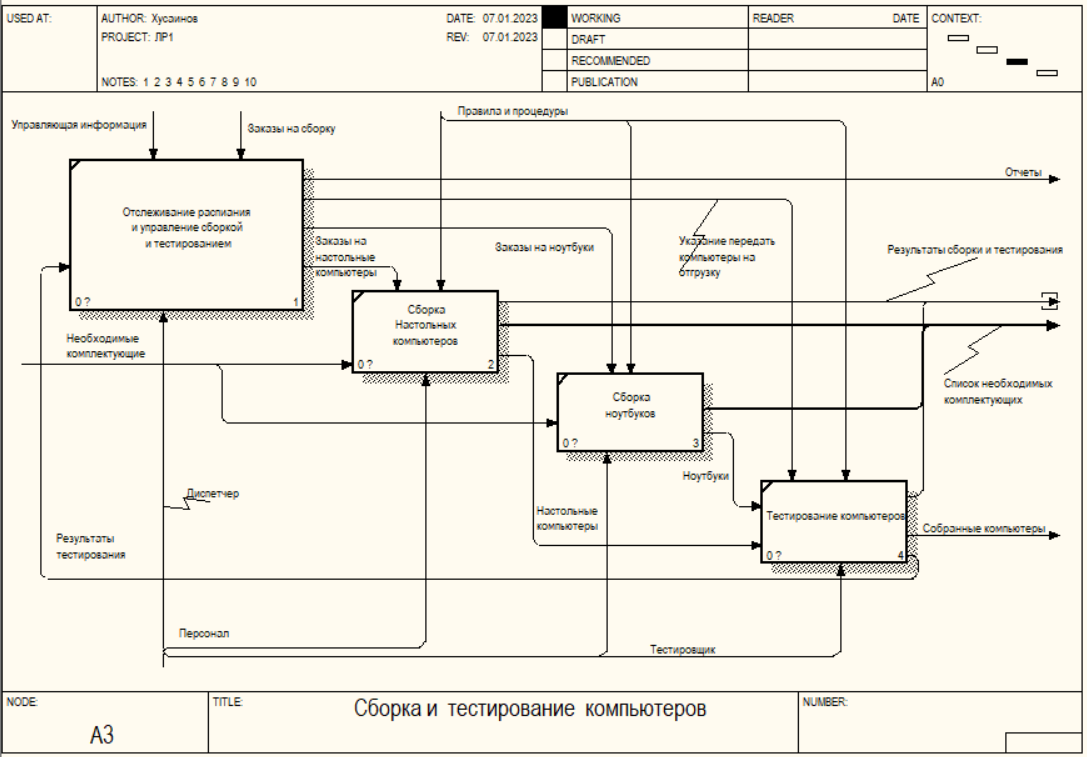 USED AT:
AUTHOR: Хусаинов
DATE: 07.01.2023
PROJECT: ЛР1
REV: 07.01.2023
NOTES: 1 2 3 4 5 6 7 8 9 10
WORKING
DRAFT
RECOMMENDED
PUBLICATION
READER
DATE
CONTEXT:
A0
Управляющая информация
Заказы на сборку
Правила и процедуры
Отчеты
Отслеживание распиания
и управление сборкой
и тестированием
0 ?
1
Заказы на
настольные
компьютеры
Заказы на ноутбуки
Указание передать
компьютеры на
отгрузку
Результаты сборки и тестирования
Сборка
Настольных
компьютеров
0 ?
2
Необходимые
комплектующие
Список необходимых
комплектующих
Сборка
ноутбуков
0 ?
3
Ноутбуки
Диспетчер
Настольные
компьютеры
Тестирование компьютеров
0 ?
4
Собранные компьютеры
Результаты
тестирования
Персонал
Тестировщик
NODE:
A3
TITLE:
Сборка и тестирование компьютеров
NUMBER: